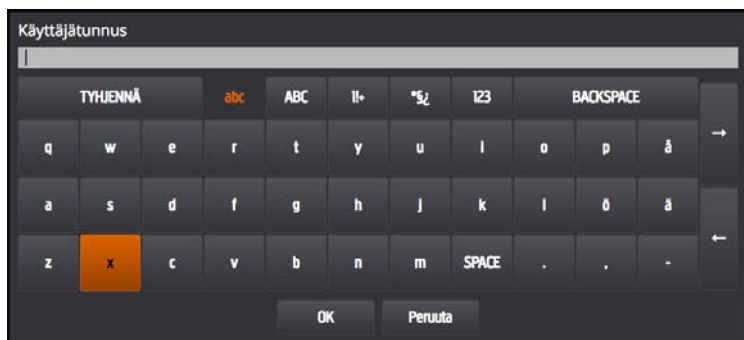 Käyttäjätunnus
TYHJENNÄ abc ABC 1!+ *§¿ 123 BACKSPACE →
q w e r t y u i o p å
a s d f g h j k l ö ä ←
z x c v b n m SPACE . , -
OK Peruuta